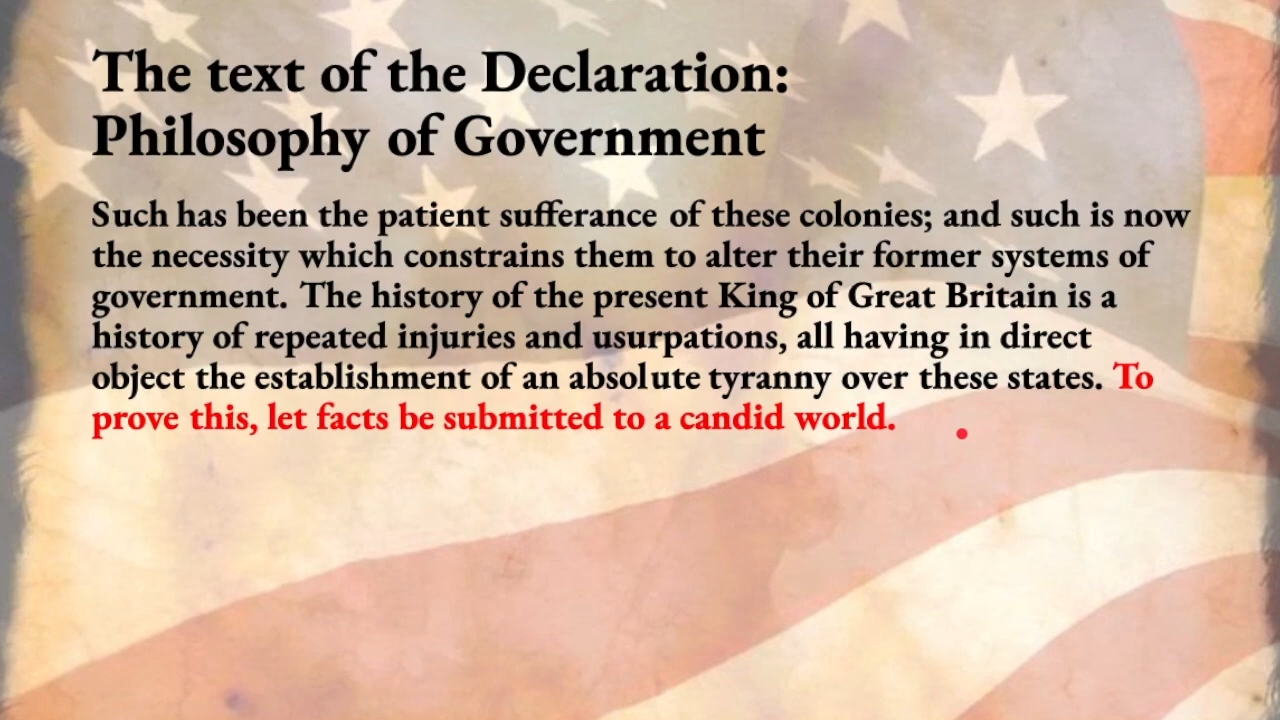 The text of the Declaration:
Philosophy of Government
Such has been the patient sufferance of these colonies; and such is now
the necessity which constrains them to alter their former systems of
government. The history of the present King of Great Britain is a
history of repeated injuries and usurpations, all having in direct
object the establishment of an absolute tyranny over these states. To
prove this, let facts be submitted to a candid world.